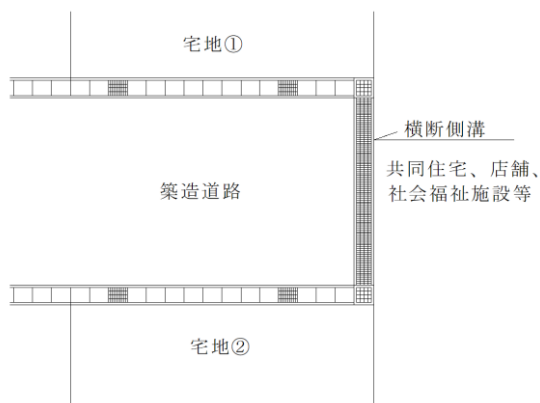 宅地①
横断側溝
共同住宅、店舗、
社会福祉施設等
築造道路
宅地②